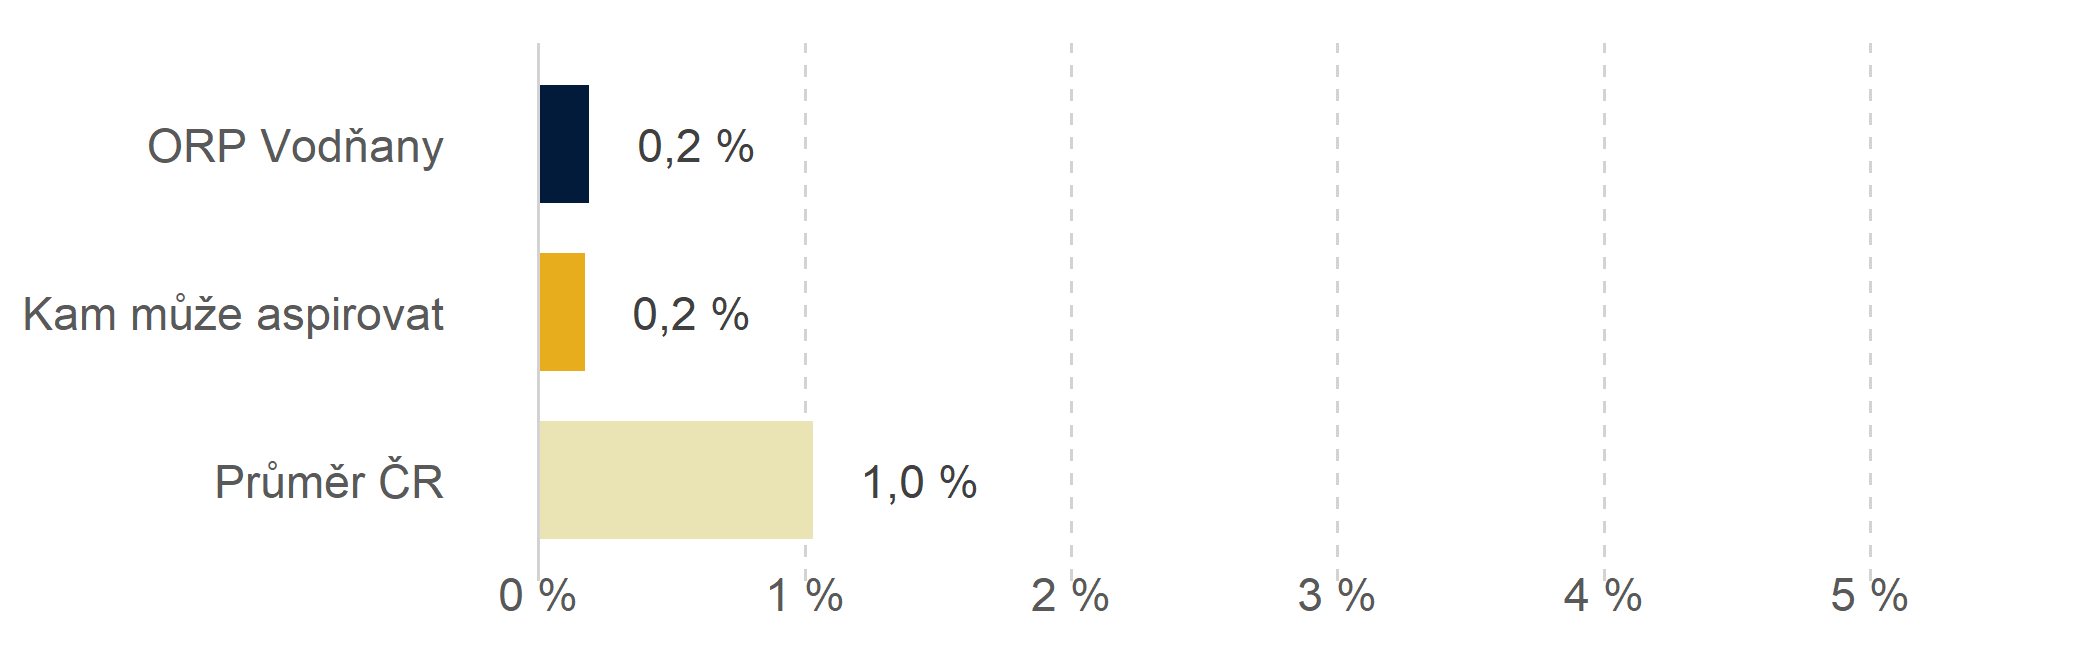 ORP Vodňany 0,2 %
Kam může aspirovat 0,2 %
Průměr ČR 1,0 %
0 % 1 % 2 % 3 % 4 % 5 %